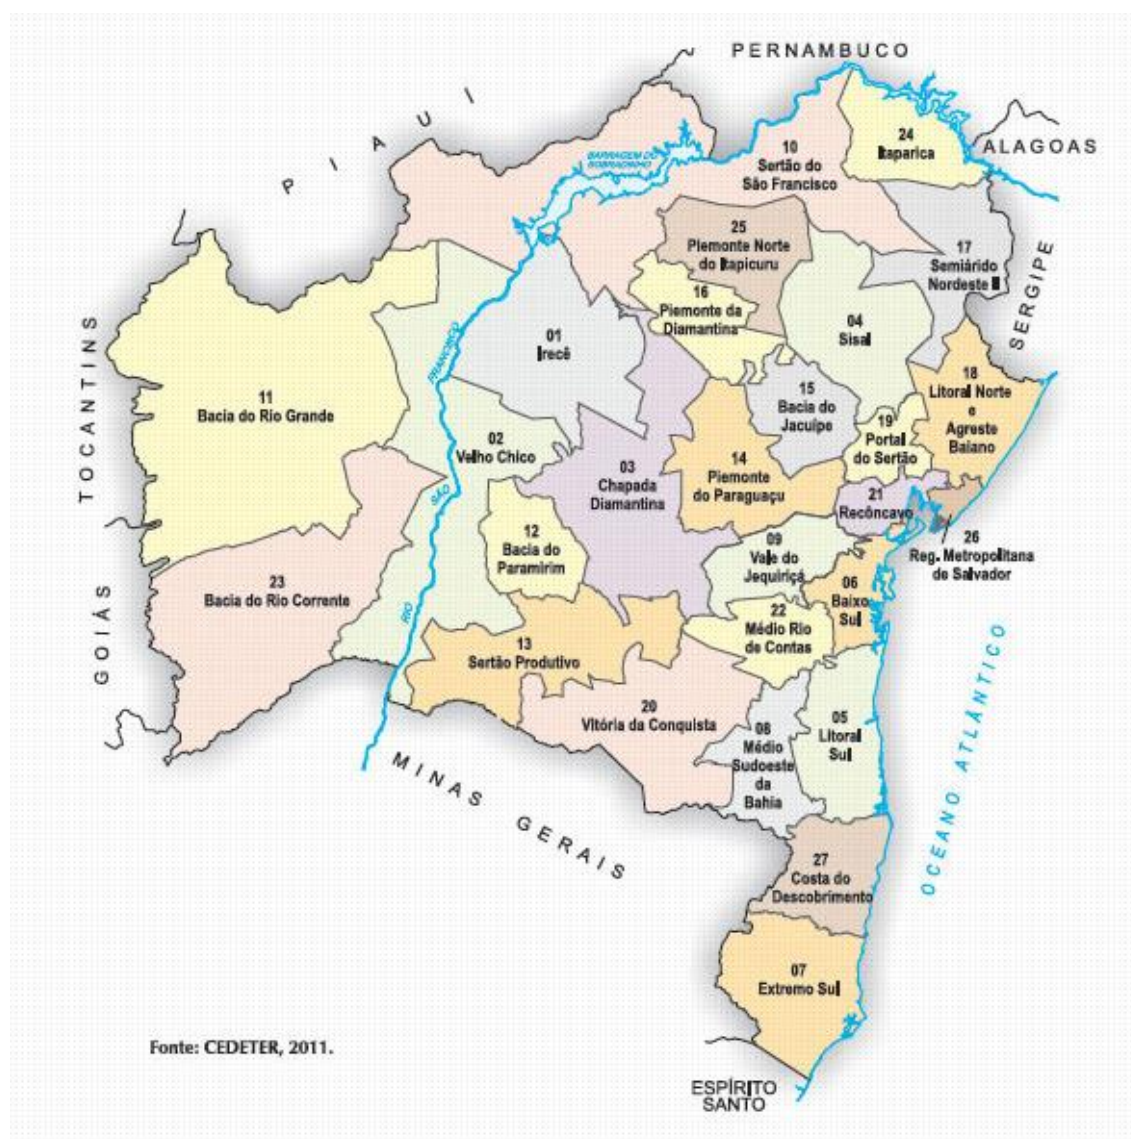 PERNAMBUCO
PIAUÍ
ALAGOAS
BARRAGEM DO
SOBRADINHO
24
Itaparica
10
Sertão do
São Francisco
25
Piemonte Norte
do Itapicuru
17
Semiárido
Nordeste II
SERGIPE
16
Piemonte da
Diamantina
04
Sisal
TOCANTINS
01
Irecê
FRANCISCO
11
Bacia do Rio Grande
15
Bacia do
Jacuípe
18
Litoral Norte
e
Agreste
Baiano
19
Portal
do Sertão
02
Velho Chico
03
Chapada
Diamantina
14
Piemonte
do Paraguaçu
SÃO
21
Recôncavo
12
Bacia do
Paramirim
09
Vale do
Jequiriçá
26
Reg. Metropolitana
de Salvador
GOIÁS
23
Bacia do Rio Corrente
06
Baixo
Sul
RIO
22
Médio Rio
de Contas
13
Sertão Produtivo
20
Vitória da Conquista
05
Litoral
Sul
08
Médio
Sudoeste
da
Bahia
OCEANO ATLÂNTICO
MINAS GERAIS
27
Costa do
Descobrimento
07
Extremo Sul
Fonte: CEDETER, 2011.
ESPÍRITO
SANTO